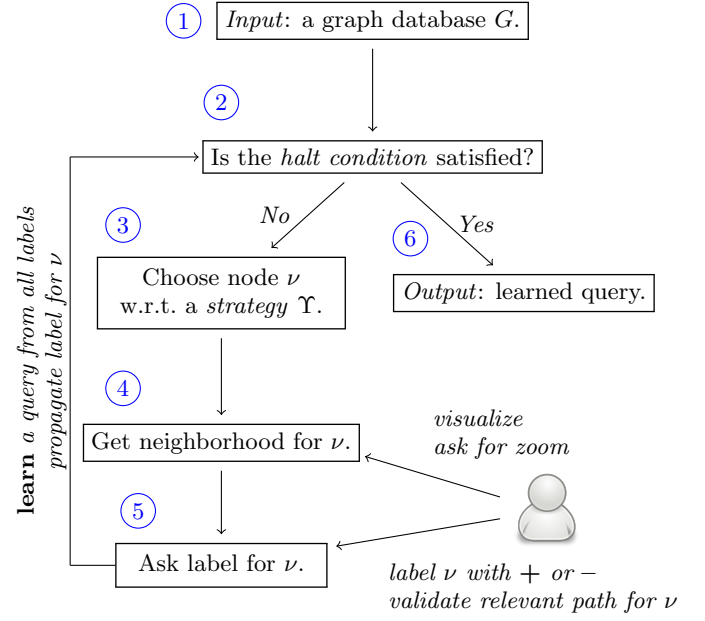 1
Input: a graph database G.
2
Is the halt condition satisfied?
No
Yes
3
6
Choose node ν
w.r.t. a strategy ϒ.
Output: learned query.
4
Get neighborhood for ν.
visualize
ask for zoom
5
Ask label for ν.
label ν with + or −
validate relevant path for ν
learn a query from all labels
propagate label for ν